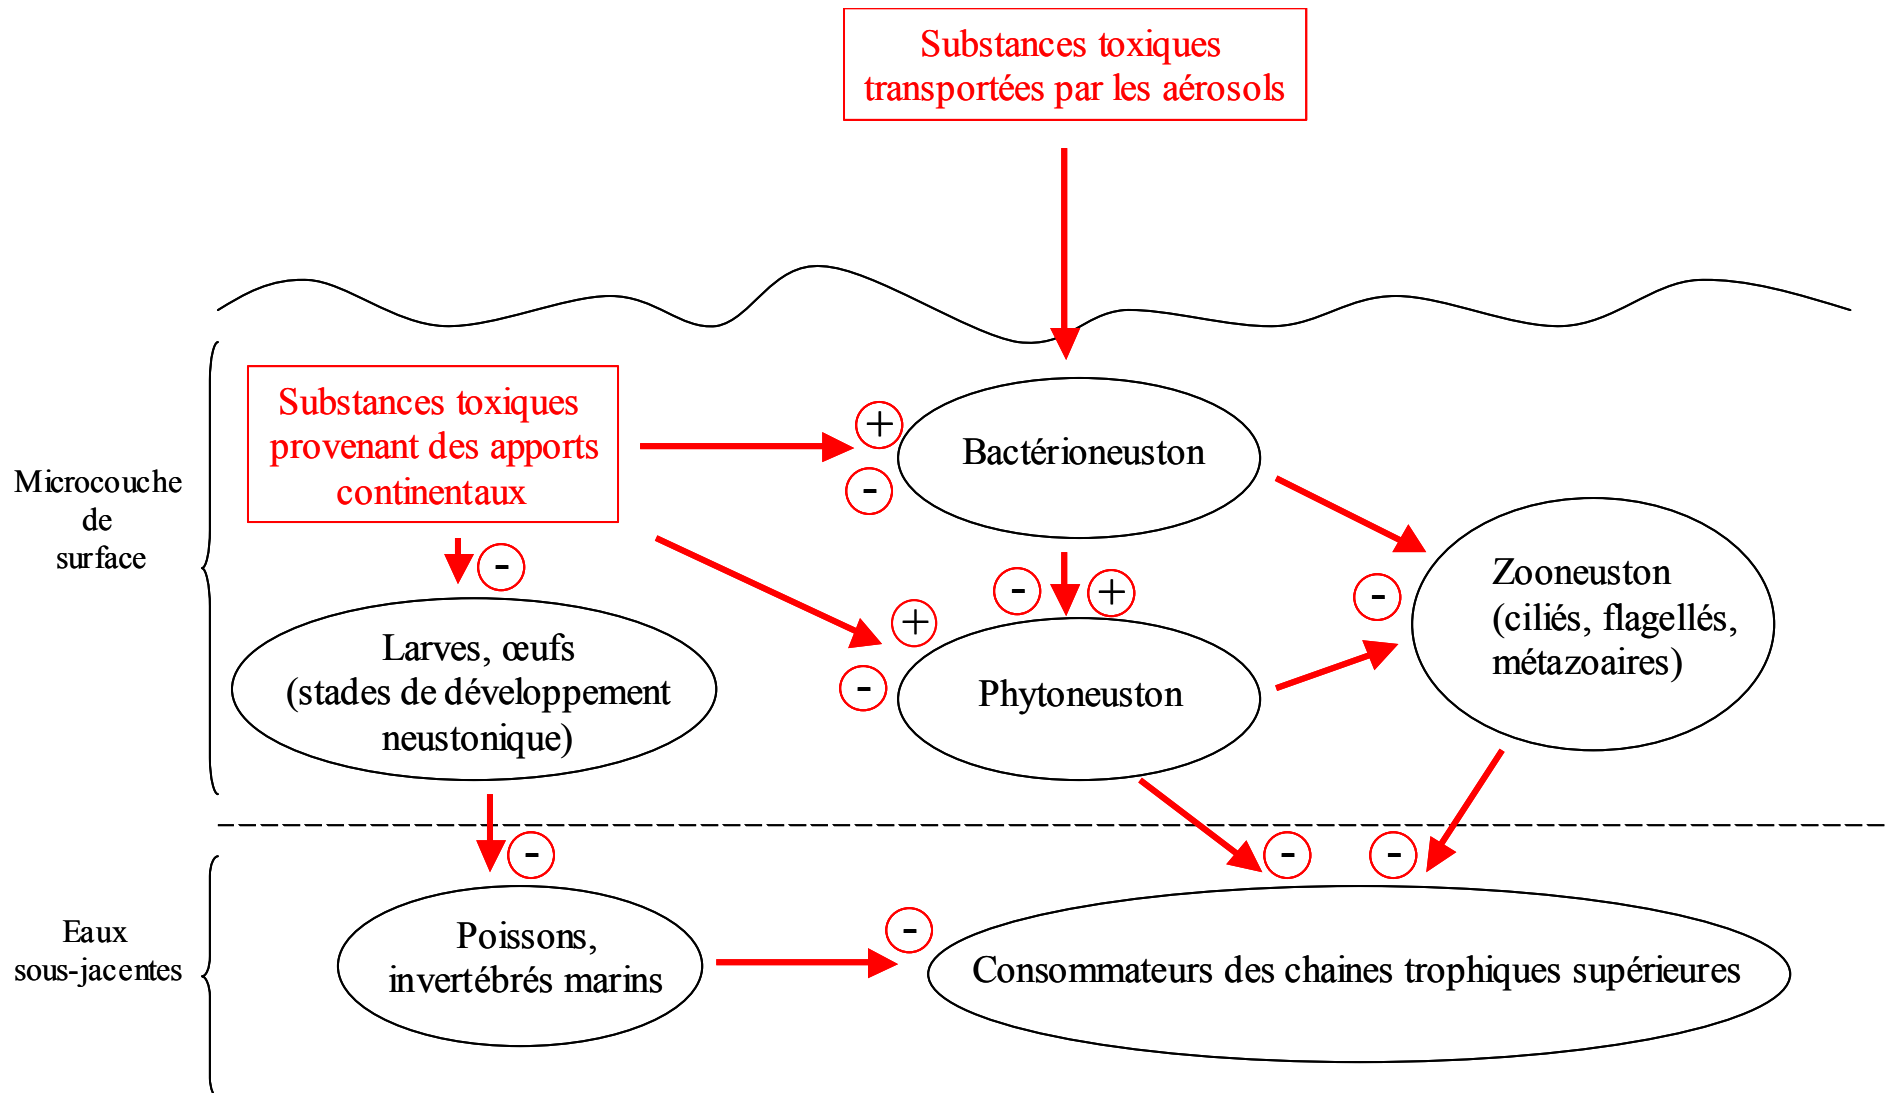 Substances toxiques
transportées par les aérosols
Substances toxiques
provenant des apports
continentaux
+
-
Bactérioneuston
Microcouche
de
surface
-
-
+
Zooneuston
(ciliés, flagellés,
métazoaires)
-
+
-
Larves, œufs
(stades de développement
neustonique)
Phytoneuston
-
-
-
Eaux
sous-jacentes
Poissons,
invertébrés marins
-
Consommateurs des chaines trophiques supérieures